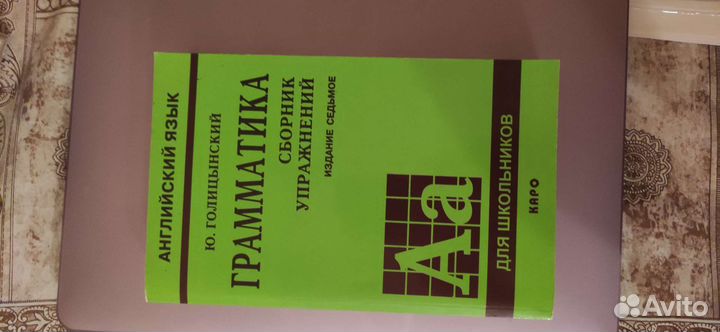 АНГЛИЙСКИЙ ЯЗЫК
Ю. ГОЛИЦЫНСКИЙ
ГРАММАТИКА
СБОРНИК
УПРАЖНЕНИЙ
ИЗДАНИЕ СЕДЬМОЕ
Aa
ДЛЯ ШКОЛЬНИКОВ
КАРО
Avito